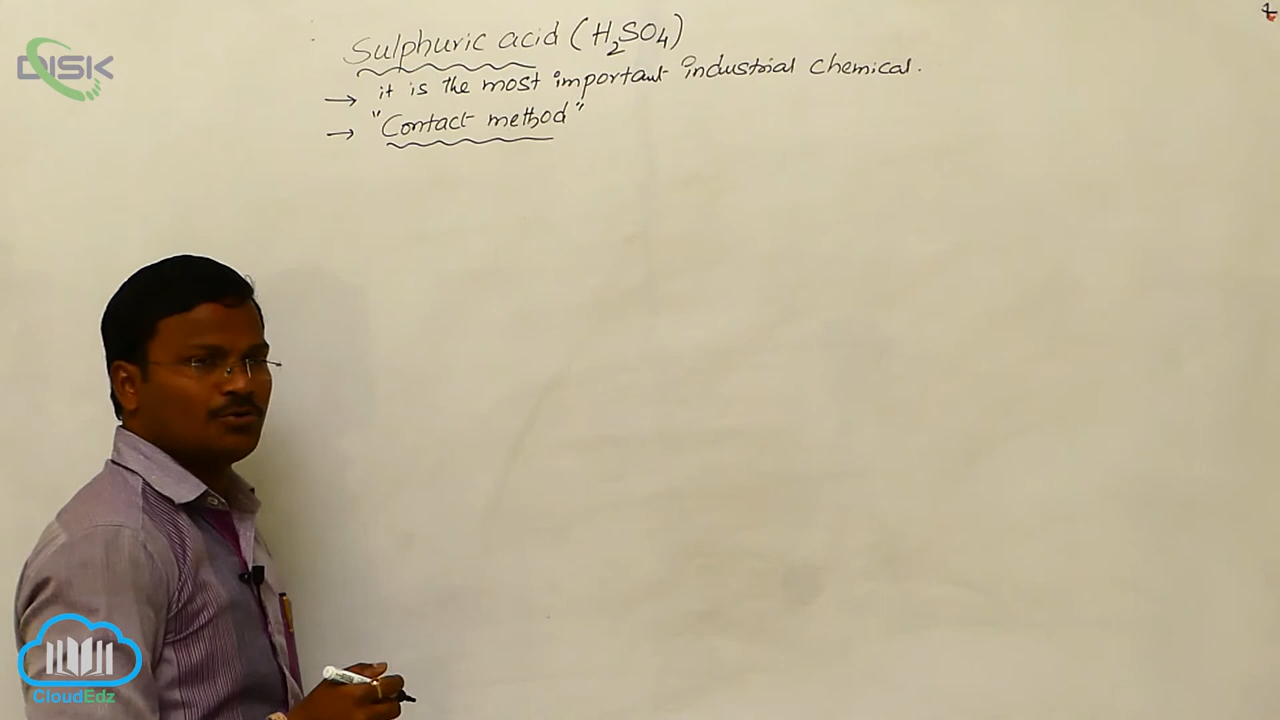 Sulphuric acid (H2SO4)
→ it is the most important industrial chemical.
→ "Contact method"
DISK
CloudEdz